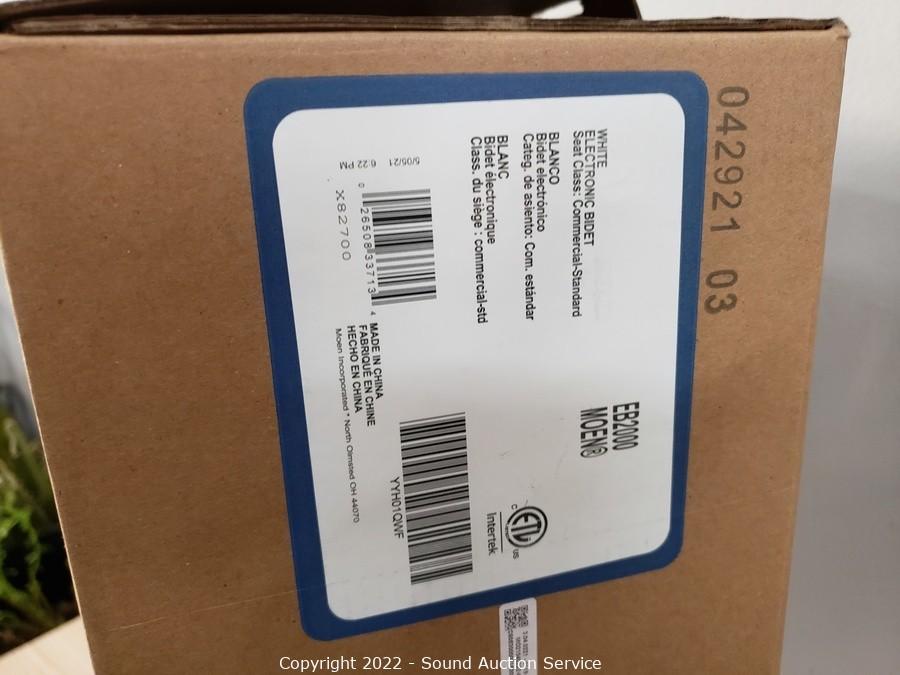 042921 03
EB2000
MOEN®
WHITE
ELECTRONIC BIDET
Seat Class: Commercial-Standard
BLANCO
Bidet electrónico
Categ. de asiento: Com. estándar
BLANC
Bidet électronique
Class. du siège : commercial-std
C ETL US
Intertek
5/05/21 6 22 PM
0 26508 33713 4
X82700
MADE IN CHINA
FABRIQUÉ EN CHINE
HECHO EN CHINA
Moen Incorporated * North Olmsted OH 44070
YYH01QWF
Copyright 2022 - Sound Auction Service